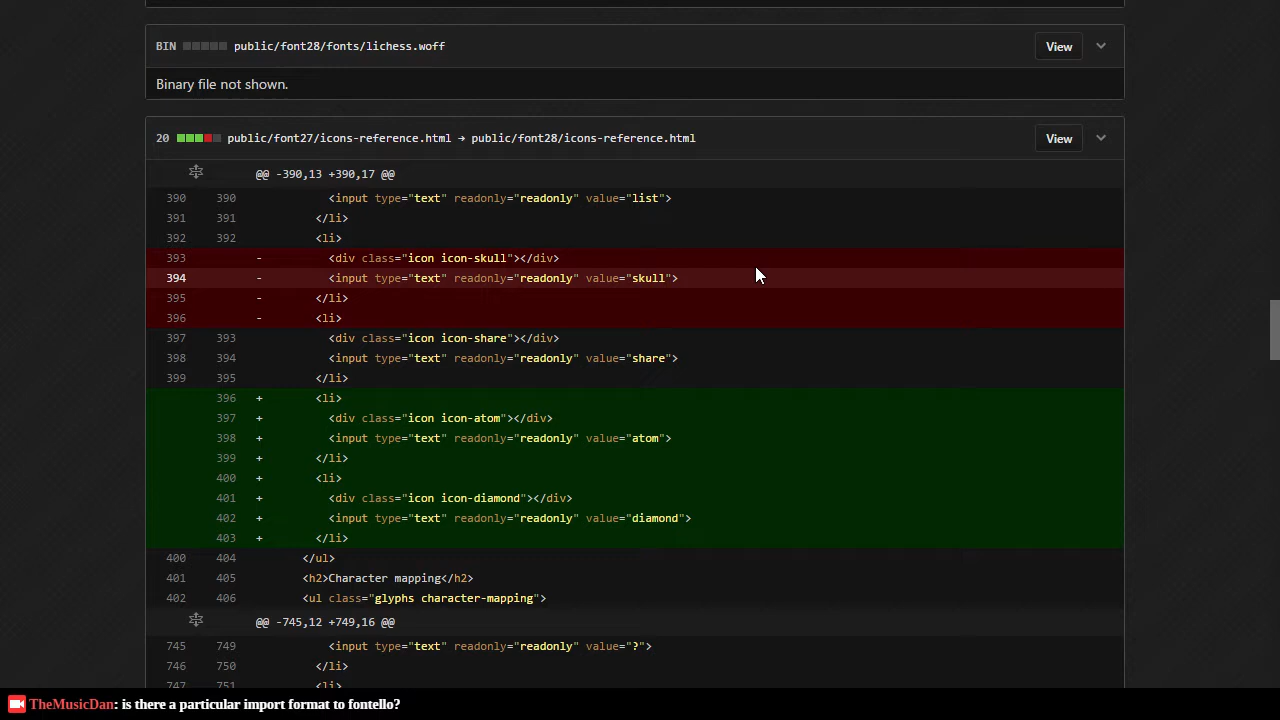 BIN public/font28/fonts/lichess.woff View
Binary file not shown.
20 public/font27/icons-reference.html → public/font28/icons-reference.html View
@@ -390,13 +390,17 @@
390 390 <input type="text" readonly="readonly" value="list">
391 391 </li>
392 392 <li>
393 - <div class="icon icon-skull"></div>
394 - <input type="text" readonly="readonly" value="skull">
395 - </li>
396 - <li>
397 393 <div class="icon icon-share"></div>
398 394 <input type="text" readonly="readonly" value="share">
399 395 </li>
396 + <li>
397 + <div class="icon icon-atom"></div>
398 + <input type="text" readonly="readonly" value="atom">
399 + </li>
400 + <li>
401 + <div class="icon icon-diamond"></div>
402 + <input type="text" readonly="readonly" value="diamond">
403 + </li>
400 404 </ul>
401 405 <h2>Character mapping</h2>
402 406 <ul class="glyphs character-mapping">
@@ -745,12 +749,16 @@
745 749 <input type="text" readonly="readonly" value="?">
746 750 </li>
747 751 <li>
TheMusicDan: is there a particular import format to fontello?